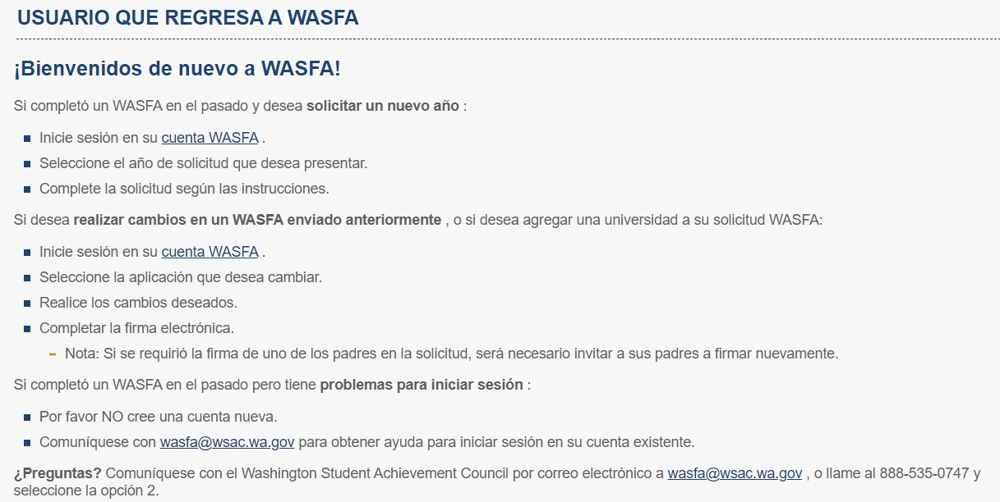 USUARIO QUE REGRESA A WASFA
¡Bienvenidos de nuevo a WASFA!
Si completó un WASFA en el pasado y desea solicitar un nuevo año :
Inicie sesión en su cuenta WASFA .
Seleccione el año de solicitud que desea presentar.
Complete la solicitud según las instrucciones.
Si desea realizar cambios en un WASFA enviado anteriormente , o si desea agregar una universidad a su solicitud WASFA:
Inicie sesión en su cuenta WASFA .
Seleccione la aplicación que desea cambiar.
Realice los cambios deseados.
Completar la firma electrónica.
Nota: Si se requirió la firma de uno de los padres en la solicitud, será necesario invitar a sus padres a firmar nuevamente.
Si completó un WASFA en el pasado pero tiene problemas para iniciar sesión :
Por favor NO cree una cuenta nueva.
Comuníquese con wasfa@wsac.wa.gov para obtener ayuda para iniciar sesión en su cuenta existente.
¿Preguntas? Comuníquese con el Washington Student Achievement Council por correo electrónico a wasfa@wsac.wa.gov , o llame al 888-535-0747 y
seleccione la opción 2.